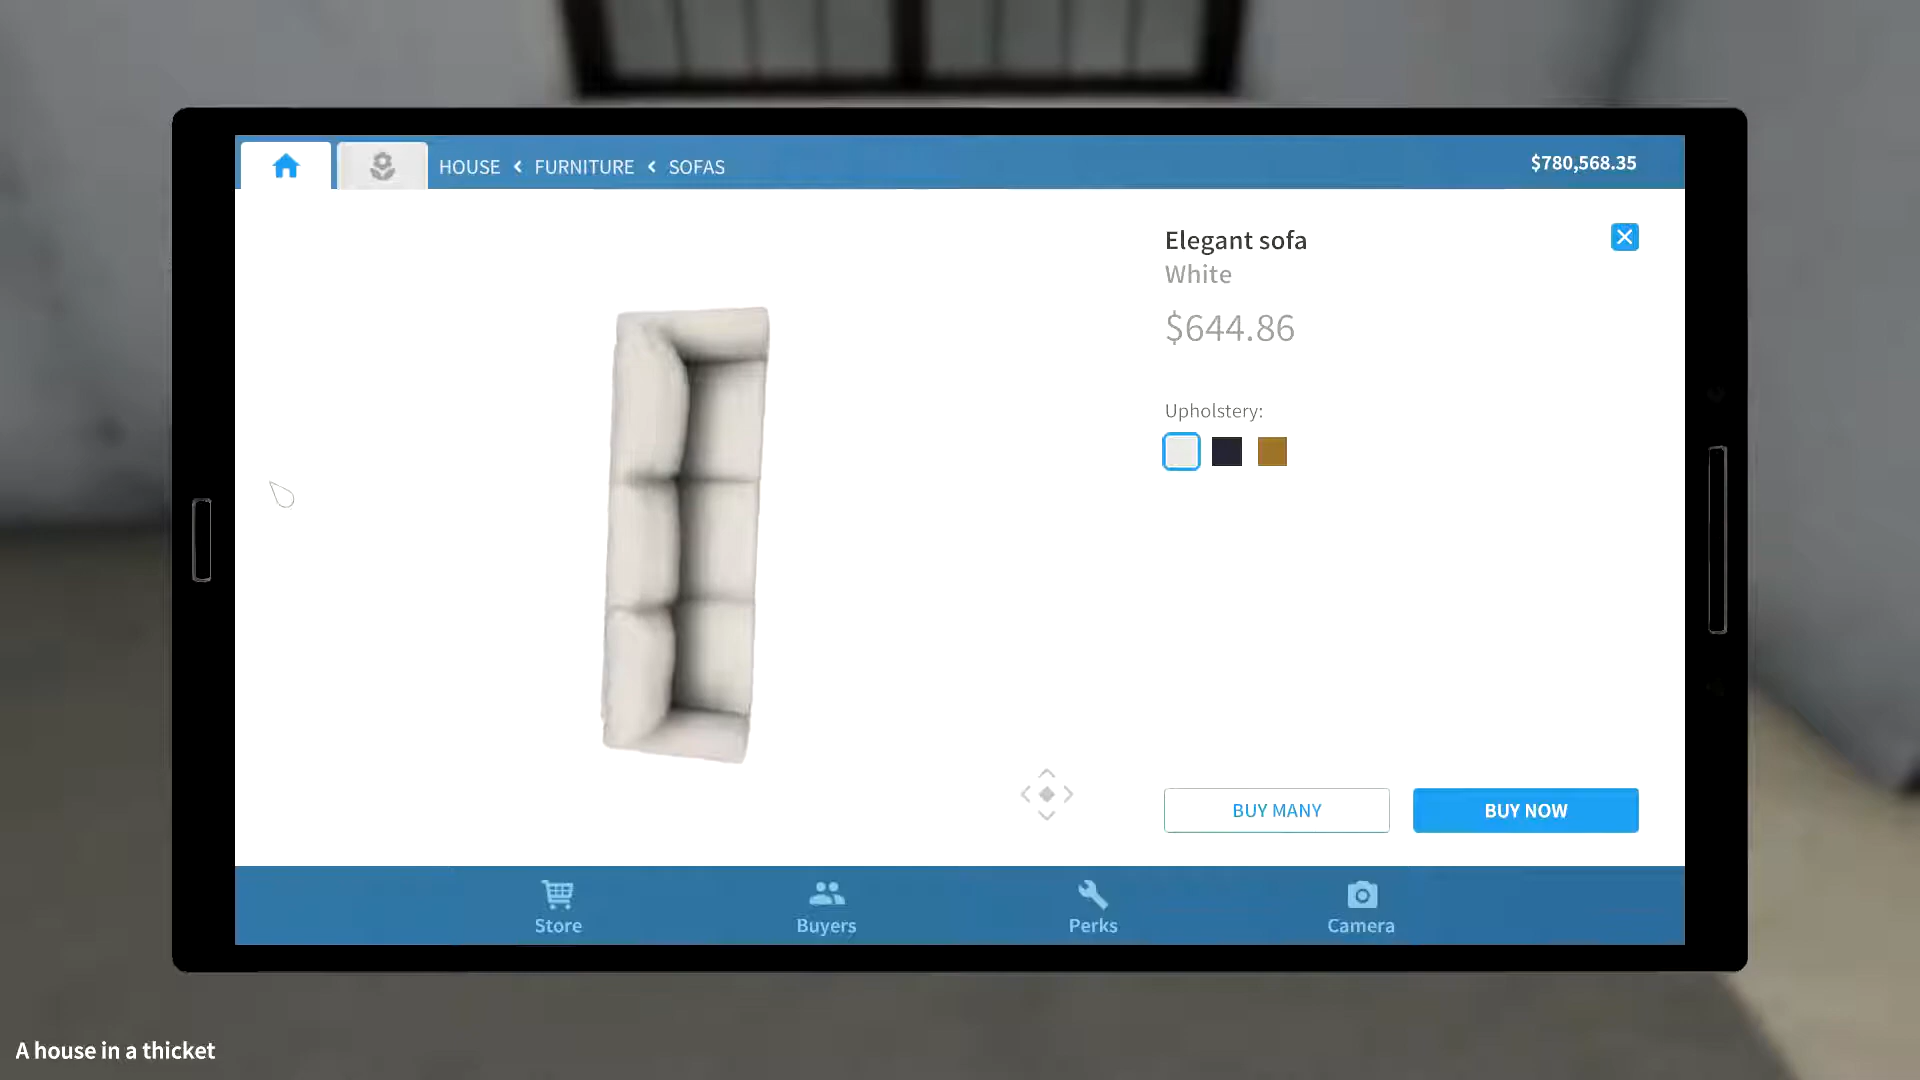 HOUSE < FURNITURE < SOFAS
$780,568.35
Elegant sofa
White
$644.86
Upholstery:
BUY MANY
BUY NOW
Store
Buyers
Perks
Camera
A house in a thicket